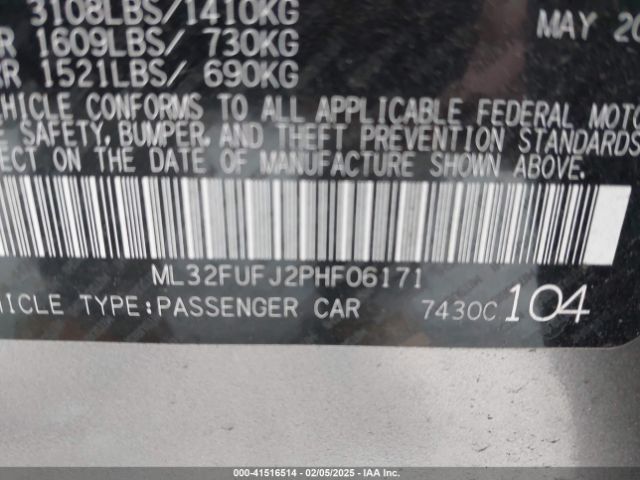 3108LBS/1410KG MAY 20
R 1609LBS/ 730KG
RR 1521LBS/ 690KG
EHICLE CONFORMS TO ALL APPLICABLE FEDERAL MOTO
SAFETY, BUMPER, AND THEFT PREVENTION STANDARDS
ECT ON THE DATE OF MANUFACTURE SHOWN ABOVE.
ML32FUFJ2PHF06171
HICLE TYPE:PASSENGER CAR 7430C 104
000-41516514 / 02/05/2025 - IAA, Inc.